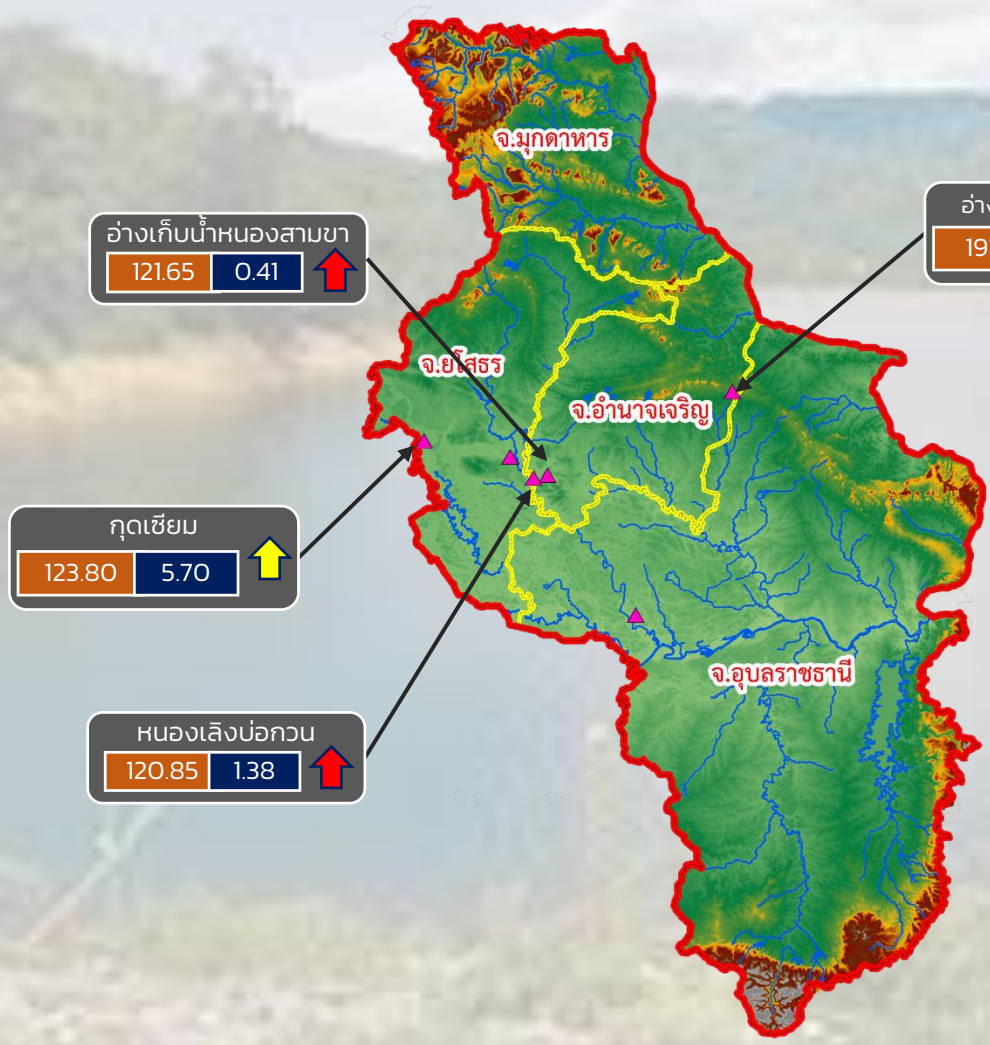 จ.มุกดาหาร
อ่างเก็บน้ำหนองสามขา
121.65 0.41
จ.ยโสธร
จ.อำนาจเจริญ
กุดเซียม
123.80 5.70
จ.อุบลราชธานี
หนองเลิงบ่อกวน
120.85 1.38